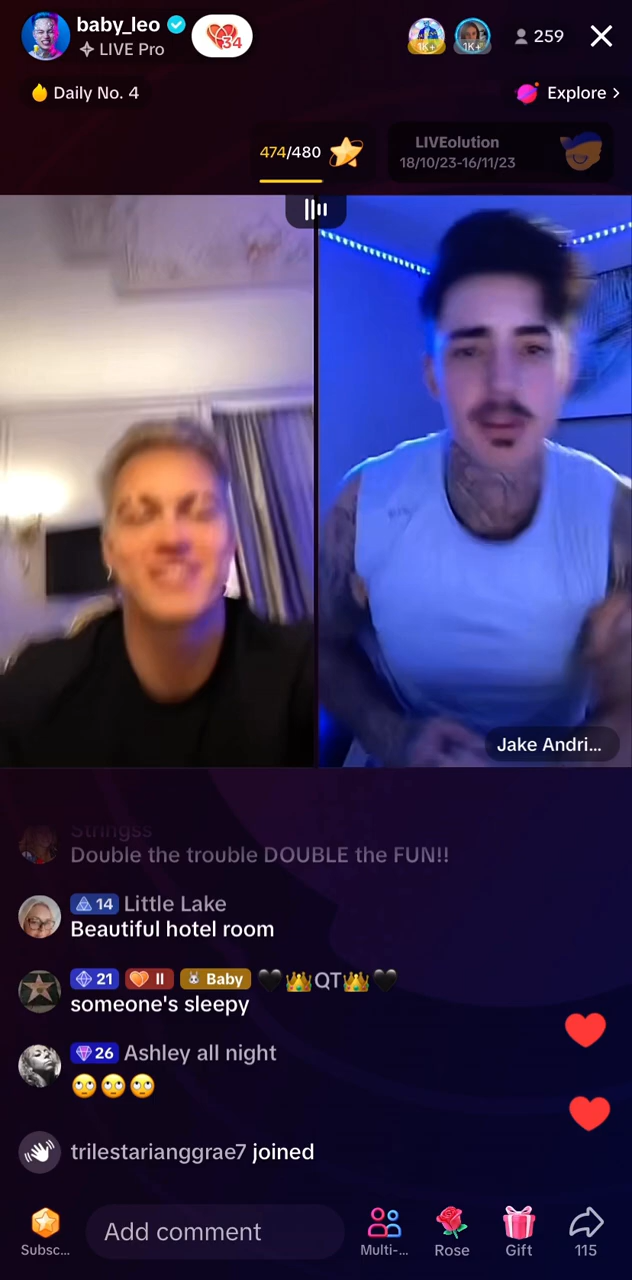 baby_leo
LIVE Pro
34
1K+
1K+
259
Daily No. 4
Explore >
474/480
LIVEolution
18/10/23-16/11/23
Jake Andri...
Stringss
Double the trouble DOUBLE the FUN!!
14 Little Lake
Beautiful hotel room
21 II Baby 🖤👑QT👑🖤
someone's sleepy
26 Ashley all night
🙄🙄🙄
trilestarianggrae7 joined
Add comment
Subsc...
Multi-...
Rose
Gift
115